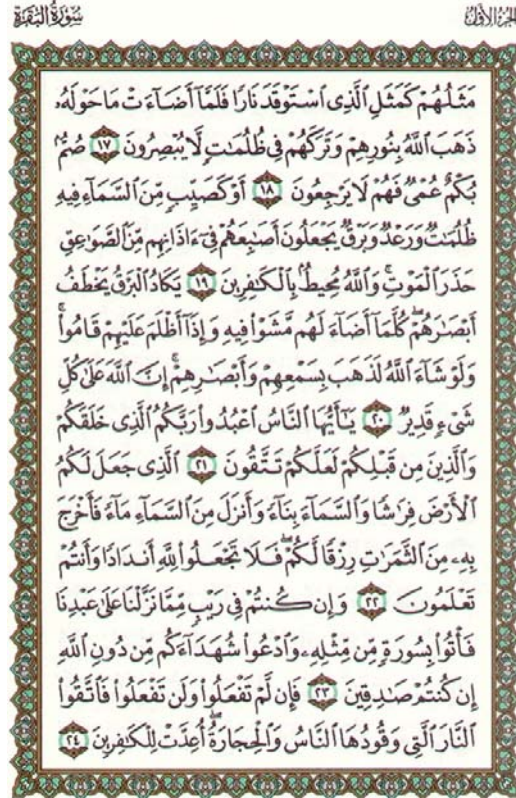 سُورَةُ البَقَرَةِ
الجزء الأول
مَثَلُهُمْ كَمَثَلِ ٱلَّذِى ٱسْتَوْقَدَ نَارًا فَلَمَّآ أَضَآءَتْ مَا حَوْلَهُۥ
ذَهَبَ ٱللَّهُ بِنُورِهِمْ وَتَرَكَهُمْ فِى ظُلُمَـٰتٍ لَّا يُبْصِرُونَ ١٧ صُمٌّۢ
بُكْمٌ عُمْىٌ فَهُمْ لَا يَرْجِعُونَ ١٨ أَوْ كَصَيِّبٍ مِّنَ ٱلسَّمَآءِ فِيهِ
ظُلُمَـٰتٌ وَرَعْدٌ وَبَرْقٌ يَجْعَلُونَ أَصَـٰبِعَهُمْ فِىٓ ءَاذَانِهِم مِّنَ ٱلصَّوَٰعِقِ
حَذَرَ ٱلْمَوْتِ ۚ وَٱللَّهُ مُحِيطٌۢ بِٱلْكَـٰفِرِينَ ١٩ يَكَادُ ٱلْبَرْقُ يَخْطَفُ
أَبْصَـٰرَهُمْ ۖ كُلَّمَآ أَضَآءَ لَهُم مَّشَوْا۟ فِيهِ وَإِذَآ أَظْلَمَ عَلَيْهِمْ قَامُوا۟ ۚ
وَلَوْ شَآءَ ٱللَّهُ لَذَهَبَ بِسَمْعِهِمْ وَأَبْصَـٰرِهِمْ ۚ إِنَّ ٱللَّهَ عَلَىٰ كُلِّ
شَىْءٍ قَدِيرٌ ٢٠ يَـٰٓأَيُّهَا ٱلنَّاسُ ٱعْبُدُوا۟ رَبَّكُمُ ٱلَّذِى خَلَقَكُمْ
وَٱلَّذِينَ مِن قَبْلِكُمْ لَعَلَّكُمْ تَتَّقُونَ ٢١ ٱلَّذِى جَعَلَ لَكُمُ
ٱلْأَرْضَ فِرَٰشًا وَٱلسَّمَآءَ بِنَآءً وَأَنزَلَ مِنَ ٱلسَّمَآءِ مَآءً فَأَخْرَجَ
بِهِۦ مِنَ ٱلثَّمَرَٰتِ رِزْقًا لَّكُمْ ۖ فَلَا تَجْعَلُوا۟ لِلَّهِ أَندَادًا وَأَنتُمْ
تَعْلَمُونَ ٢٢ وَإِن كُنتُمْ فِى رَيْبٍ مِّمَّا نَزَّلْنَا عَلَىٰ عَبْدِنَا
فَأْتُوا۟ بِسُورَةٍ مِّن مِّثْلِهِۦ وَٱدْعُوا۟ شُهَدَآءَكُم مِّن دُونِ ٱللَّهِ
إِن كُنتُمْ صَـٰدِقِينَ ٢٣ فَإِن لَّمْ تَفْعَلُوا۟ وَلَن تَفْعَلُوا۟ فَٱتَّقُوا۟
ٱلنَّارَ ٱلَّتِى وَقُودُهَا ٱلنَّاسُ وَٱلْحِجَارَةُ ۖ أُعِدَّتْ لِلْكَـٰفِرِينَ ٢٤